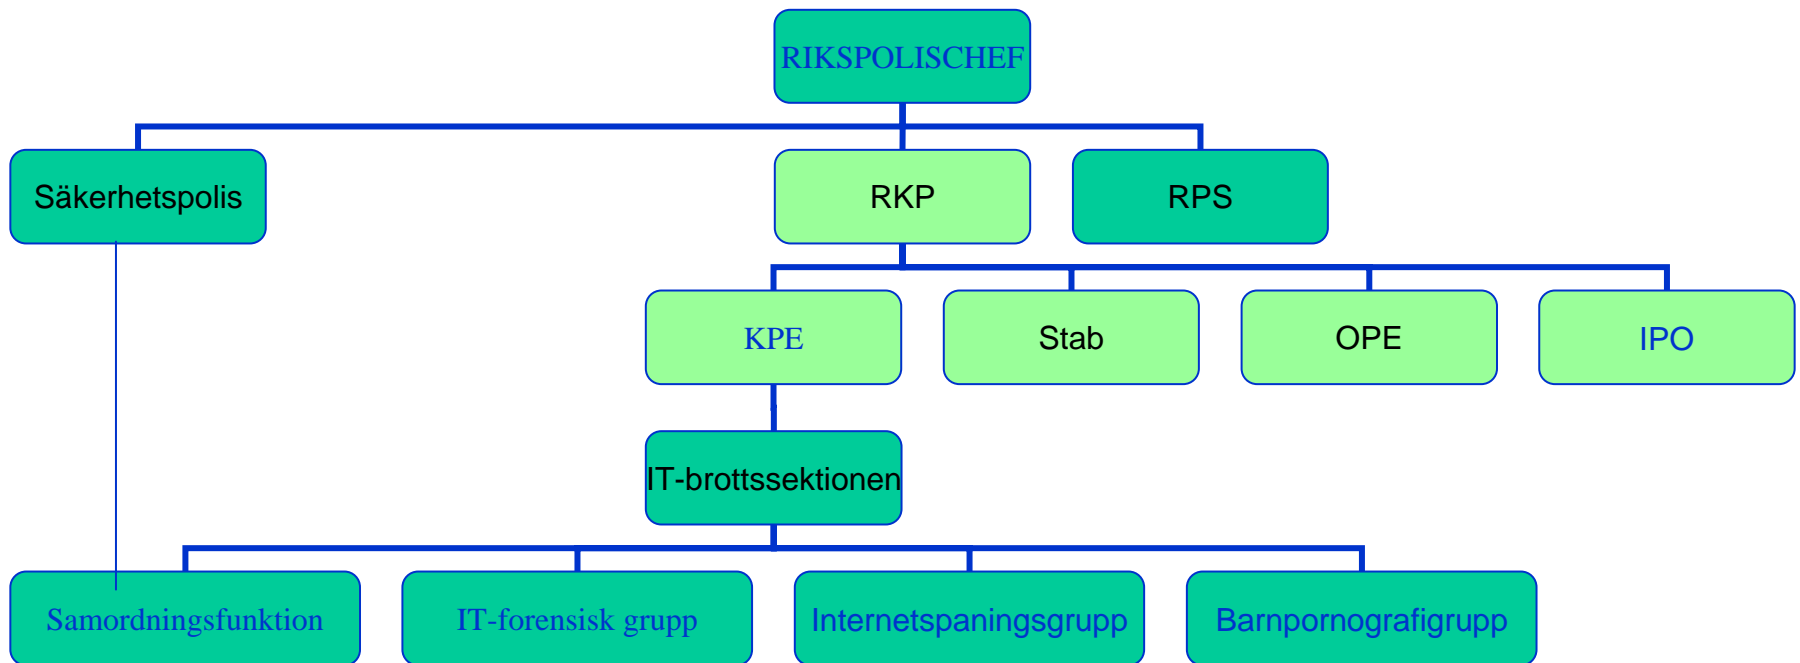 RIKSPOLISCHEF
Säkerhetspolis
RKP
RPS
KPE
Stab
OPE
IPO
IT-brottssektionen
Samordningsfunktion
IT-forensisk grupp
Internetspaningsgrupp
Barnpornografigrupp